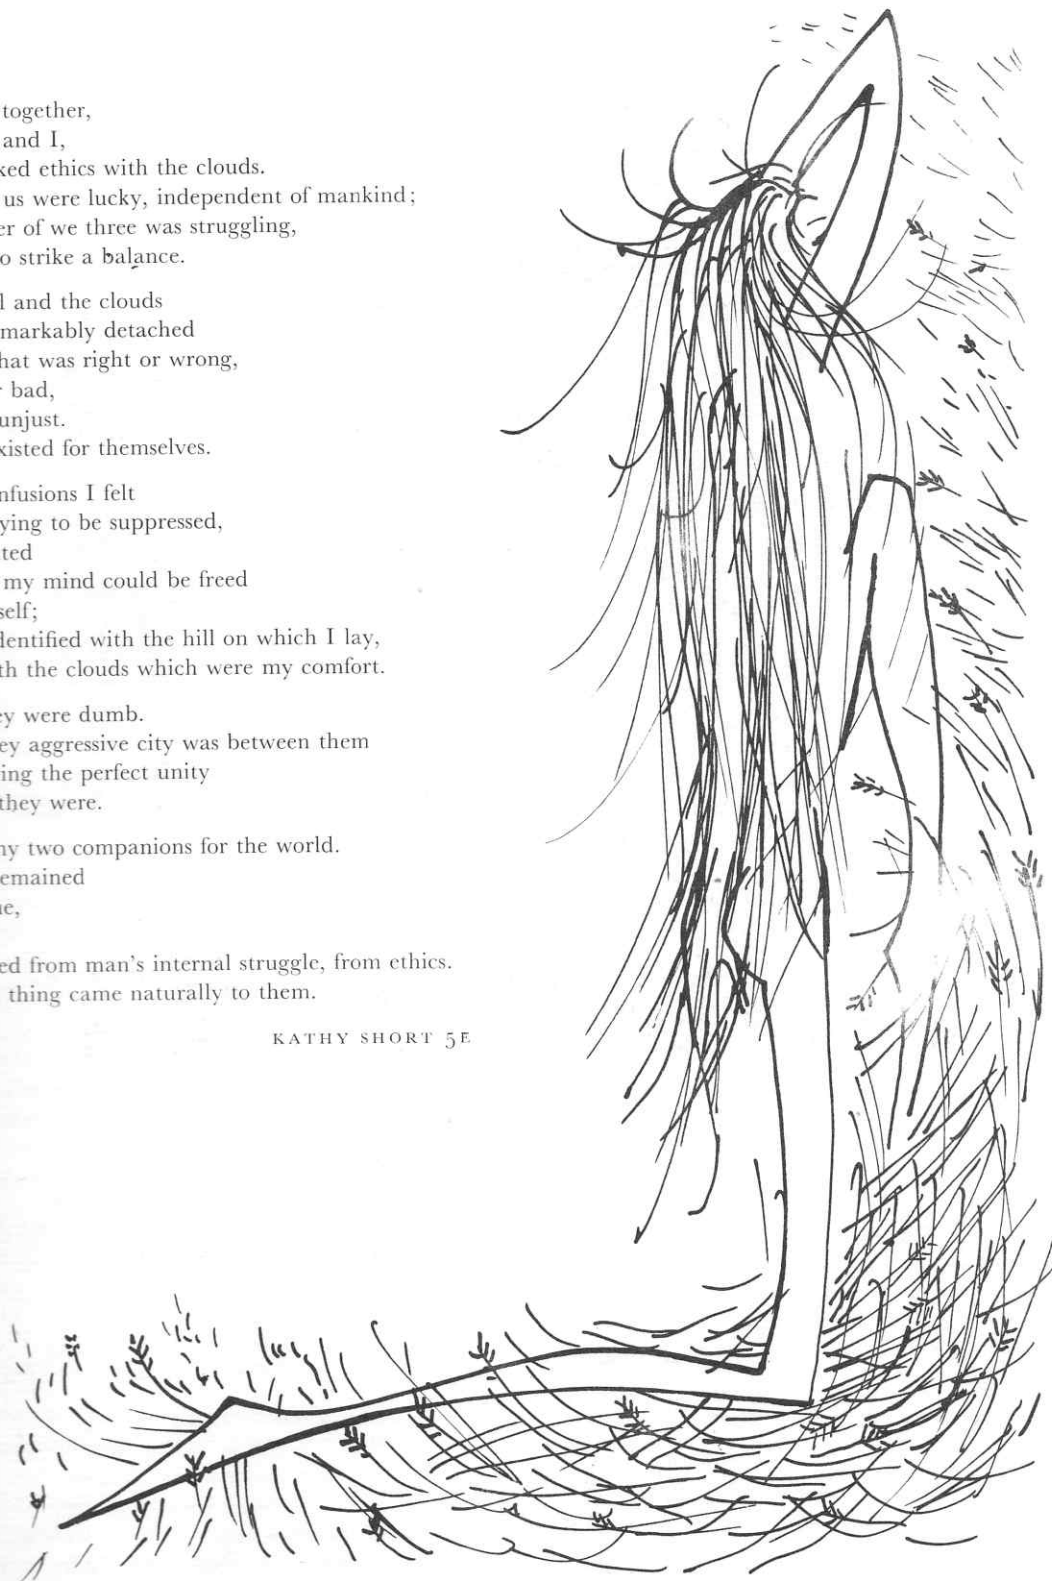 together,
and I,
ked ethics with the clouds.
us were lucky, independent of mankind;
er of we three was struggling,
o strike a balance.
l and the clouds
markably detached
hat was right or wrong,
r bad,
unjust.
xisted for themselves.
nfusions I felt
ying to be suppressed,
ted
my mind could be freed
self;
dentified with the hill on which I lay,
th the clouds which were my comfort.
ey were dumb.
ey aggressive city was between them
ing the perfect unity
they were.
ny two companions for the world.
emained
ne,
ed from man's internal struggle, from ethics.
thing came naturally to them.
KATHY SHORT 5E